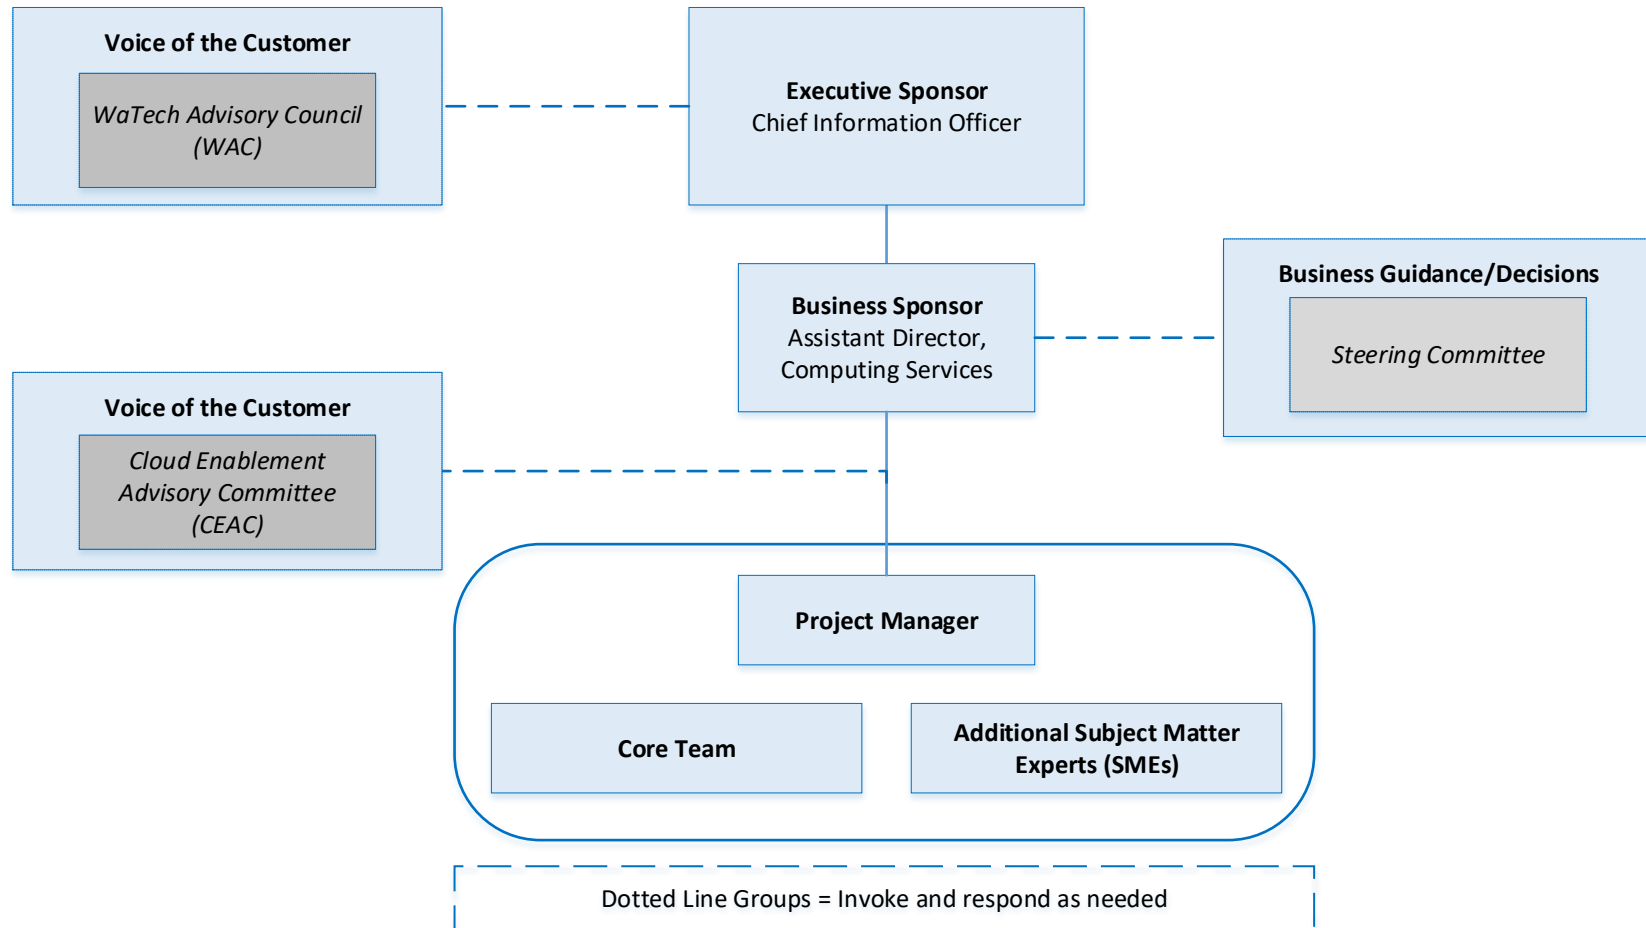 Voice of the Customer
WaTech Advisory Council
(WAC)
Executive Sponsor
Chief Information Officer
Business Sponsor
Assistant Director,
Computing Services
Business Guidance/Decisions
Steering Committee
Voice of the Customer
Cloud Enablement
Advisory Committee
(CEAC)
Project Manager
Core Team
Additional Subject Matter
Experts (SMEs)
Dotted Line Groups = Invoke and respond as needed